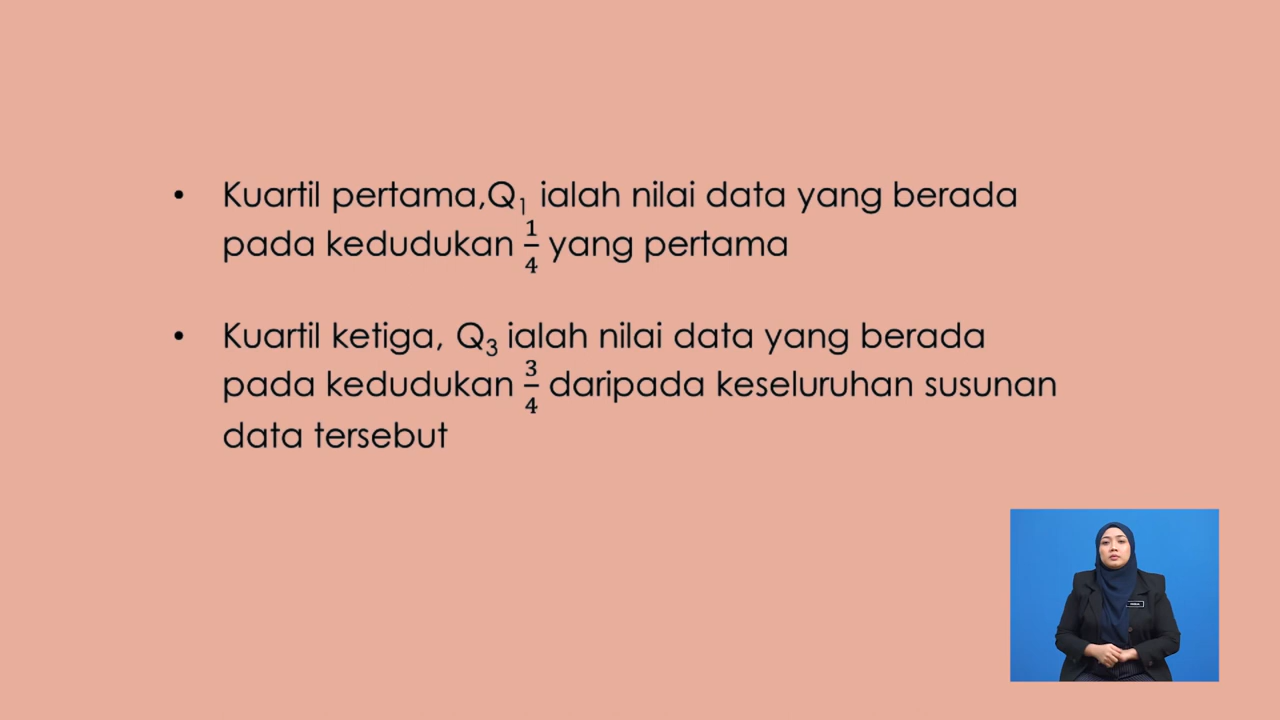 • Kuartil pertama,Q₁ ialah nilai data yang berada
pada kedudukan 1/4 yang pertama
• Kuartil ketiga, Q₃ ialah nilai data yang berada
pada kedudukan 3/4 daripada keseluruhan susunan
data tersebut